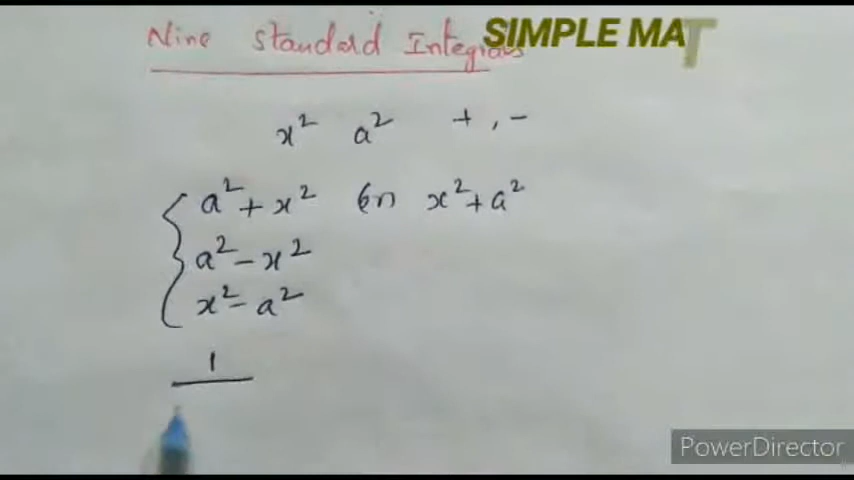 Nine Standard Integrals
SIMPLE MAT
x² a² +, -
a² + x² (or) x² + a²
a² - x²
x² - a²
1
PowerDirector